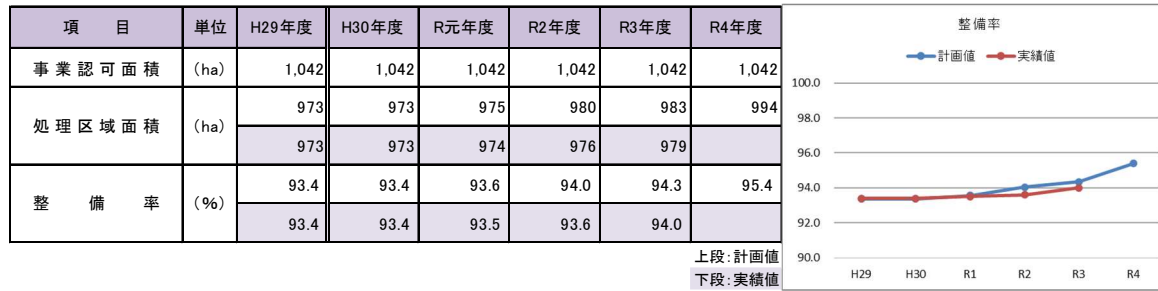 項 目 単位 H29年度 H30年度 R元年度 R2年度 R3年度 R4年度
事業認可面積 (ha) 1,042 1,042 1,042 1,042 1,042 1,042
処理区域面積 (ha) 973 973 975 980 983 994
973 973 974 976 979
整備率 (%) 93.4 93.4 93.6 94.0 94.3 95.4
93.4 93.4 93.5 93.6 94.0
上段:計画値
下段:実績値
整備率
計画値 実績値
100.0
98.0
96.0
94.0
92.0
90.0
H29 H30 R1 R2 R3 R4